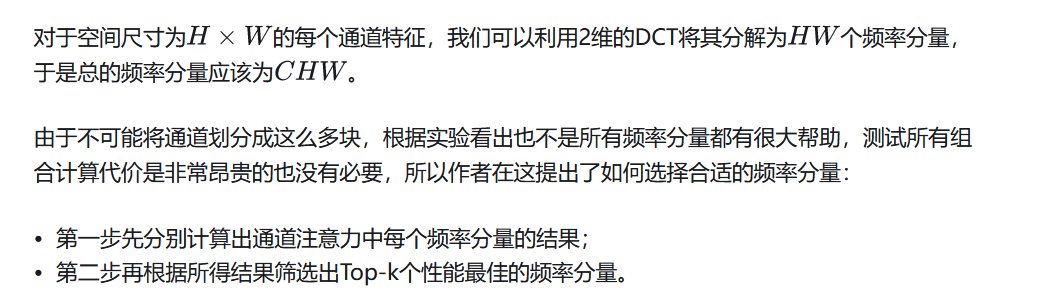 对于空间尺寸为H × W的每个通道特征，我们可以利用2维的DCT将其分解为HW个频率分量，
于是总的频率分量应该为CHW。
由于不可能将通道划分成这么多块，根据实验看出也不是所有频率分量都有很大帮助，测试所有组
合计算代价是非常昂贵的也没有必要，所以作者在这提出了如何选择合适的频率分量：
• 第一步先分别计算出通道注意力中每个频率分量的结果；
• 第二步再根据所得结果筛选出Top-k个性能最佳的频率分量。